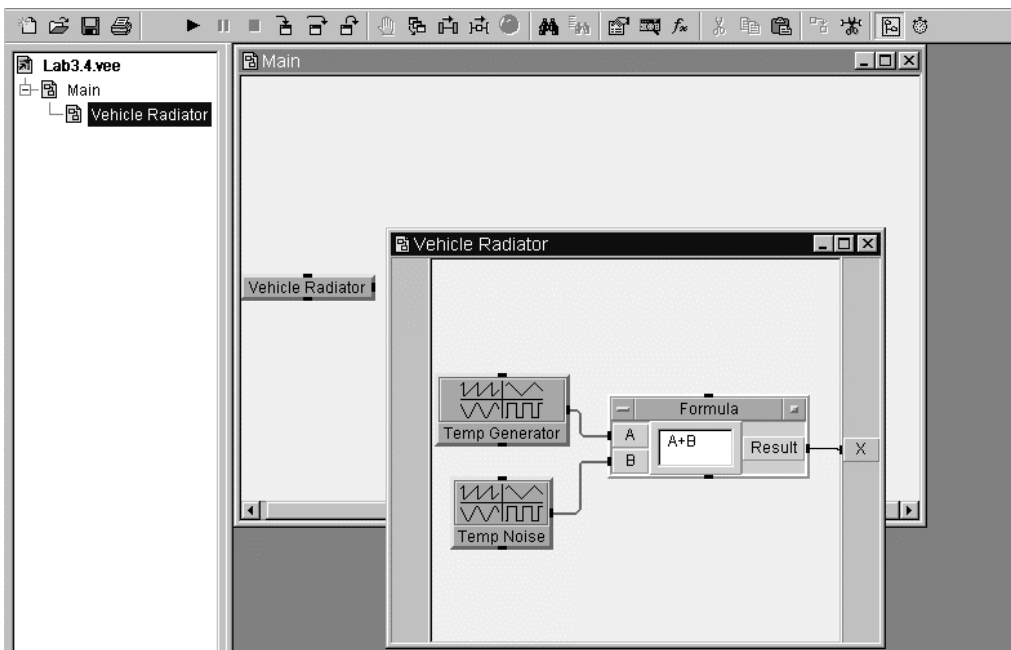 Lab3.4.vee
Main
Vehicle Radiator
Main
Vehicle Radiator
Vehicle Radiator
Temp Generator
Temp Noise
Formula
A
B
A+B
Result
X